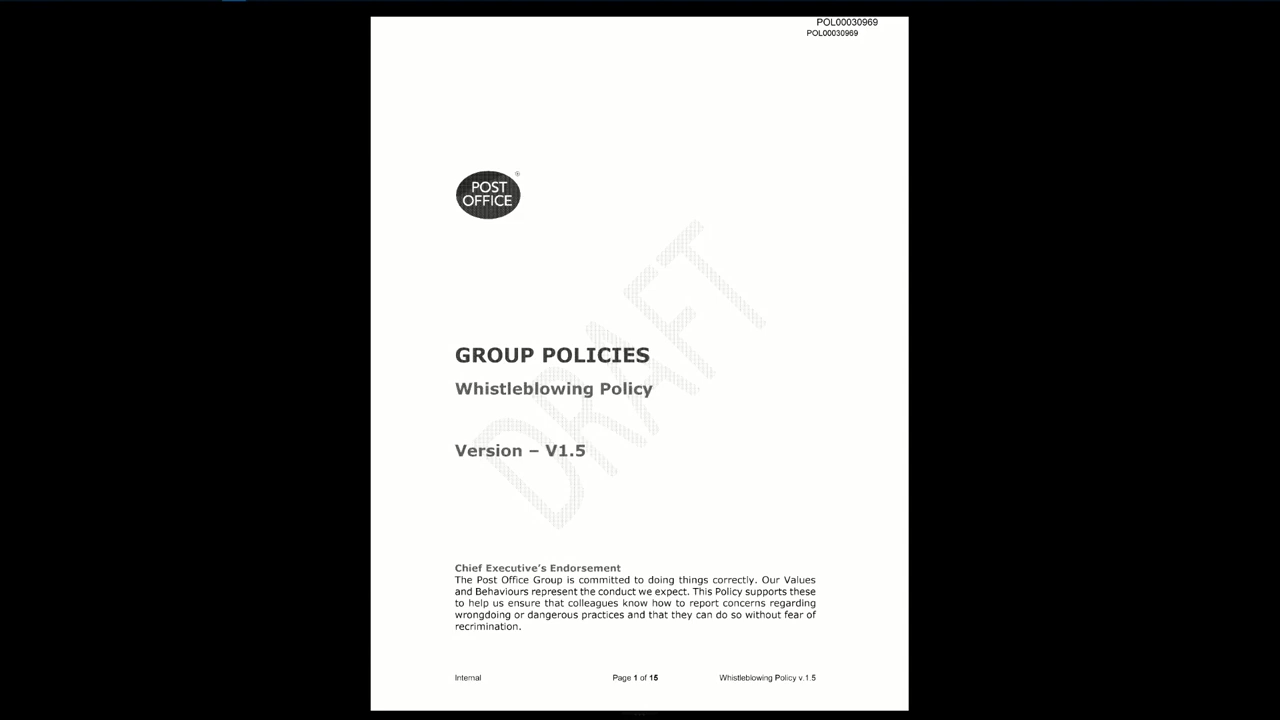 POL00030969
POL00030969
POST
OFFICE
®
DRAFT
GROUP POLICIES
Whistleblowing Policy
Version – V1.5
Chief Executive's Endorsement
The Post Office Group is committed to doing things correctly. Our Values
and Behaviours represent the conduct we expect. This Policy supports these
to help us ensure that colleagues know how to report concerns regarding
wrongdoing or dangerous practices and that they can do so without fear of
recrimination.
Internal
Page 1 of 15
Whistleblowing Policy v.1.5